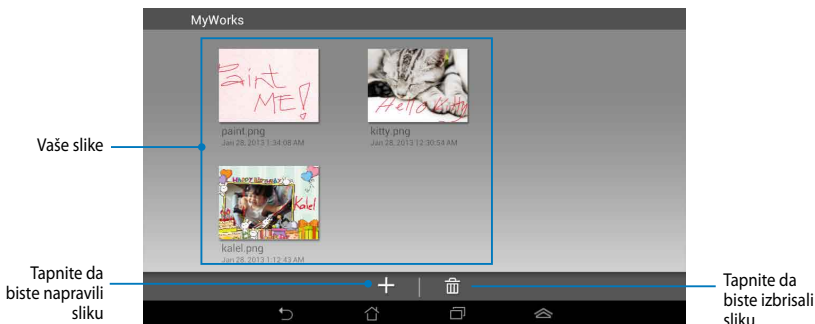 MyWorks
Paint
ME!
Hello Kitty
paint.png
Jan 28, 2013 1:34:08 AM
kitty.png
Jan 28, 2013 12:30:54 AM
Vaše slike
HAPPY BIRTHDAY
Kalel
kalel.png
Jan 28, 2013 1:12:43 AM
Tapnite da
biste napravili
sliku
Tapnite da
biste izbrisali
sliku